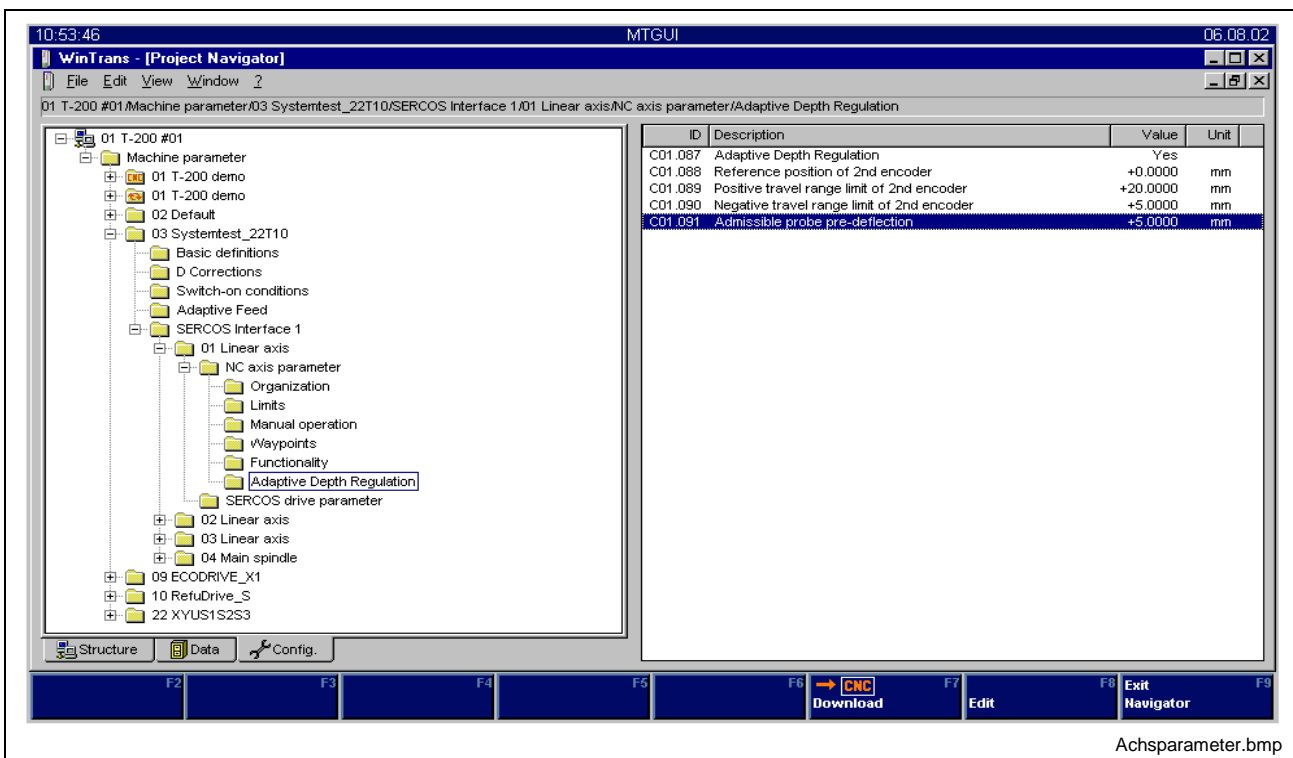 10:53:46 MTGUI 06.08.02
WinTrans - [Project Navigator]
File Edit View Window ?
01 T-200 #01/Machine parameter/03 Systemtest_22T10/SERCOS Interface 1/01 Linear axis/NC axis parameter/Adaptive Depth Regulation
01 T-200 #01
Machine parameter
CNC 01 T-200 demo
01 T-200 demo
02 Default
03 Systemtest_22T10
Basic definitions
D Corrections
Switch-on conditions
Adaptive Feed
SERCOS Interface 1
01 Linear axis
NC axis parameter
Organization
Limits
Manual operation
Waypoints
Functionality
Adaptive Depth Regulation
SERCOS drive parameter
02 Linear axis
03 Linear axis
04 Main spindle
09 ECODRIVE_X1
10 RefuDrive_S
22 XYUS1S2S3
Structure Data Config.
ID Description Value Unit
C01.087 Adaptive Depth Regulation Yes
C01.088 Reference position of 2nd encoder +0.0000 mm
C01.089 Positive travel range limit of 2nd encoder +20.0000 mm
C01.090 Negative travel range limit of 2nd encoder +5.0000 mm
C01.091 Admissible probe pre-deflection +5.0000 mm
F2 F3 F4 F5 F6 CNC F7 F8 Exit F9
Download Edit Navigator
Achsparameter.bmp